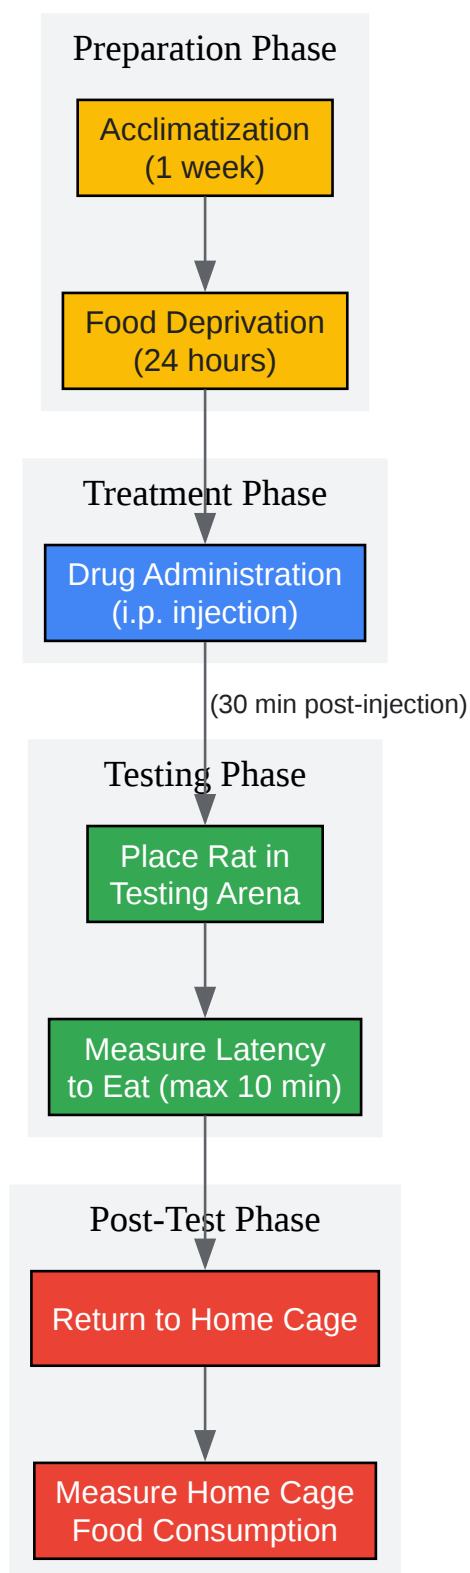 Preparation Phase
Acclimatization
(1 week)
Food Deprivation
(24 hours)
Treatment Phase
Drug Administration
(i.p. injection)
(30 min post-injection)
Testing Phase
Place Rat in
Testing Arena
Measure Latency
to Eat (max 10 min)
Post-Test Phase
Return to Home Cage
Measure Home Cage
Food Consumption